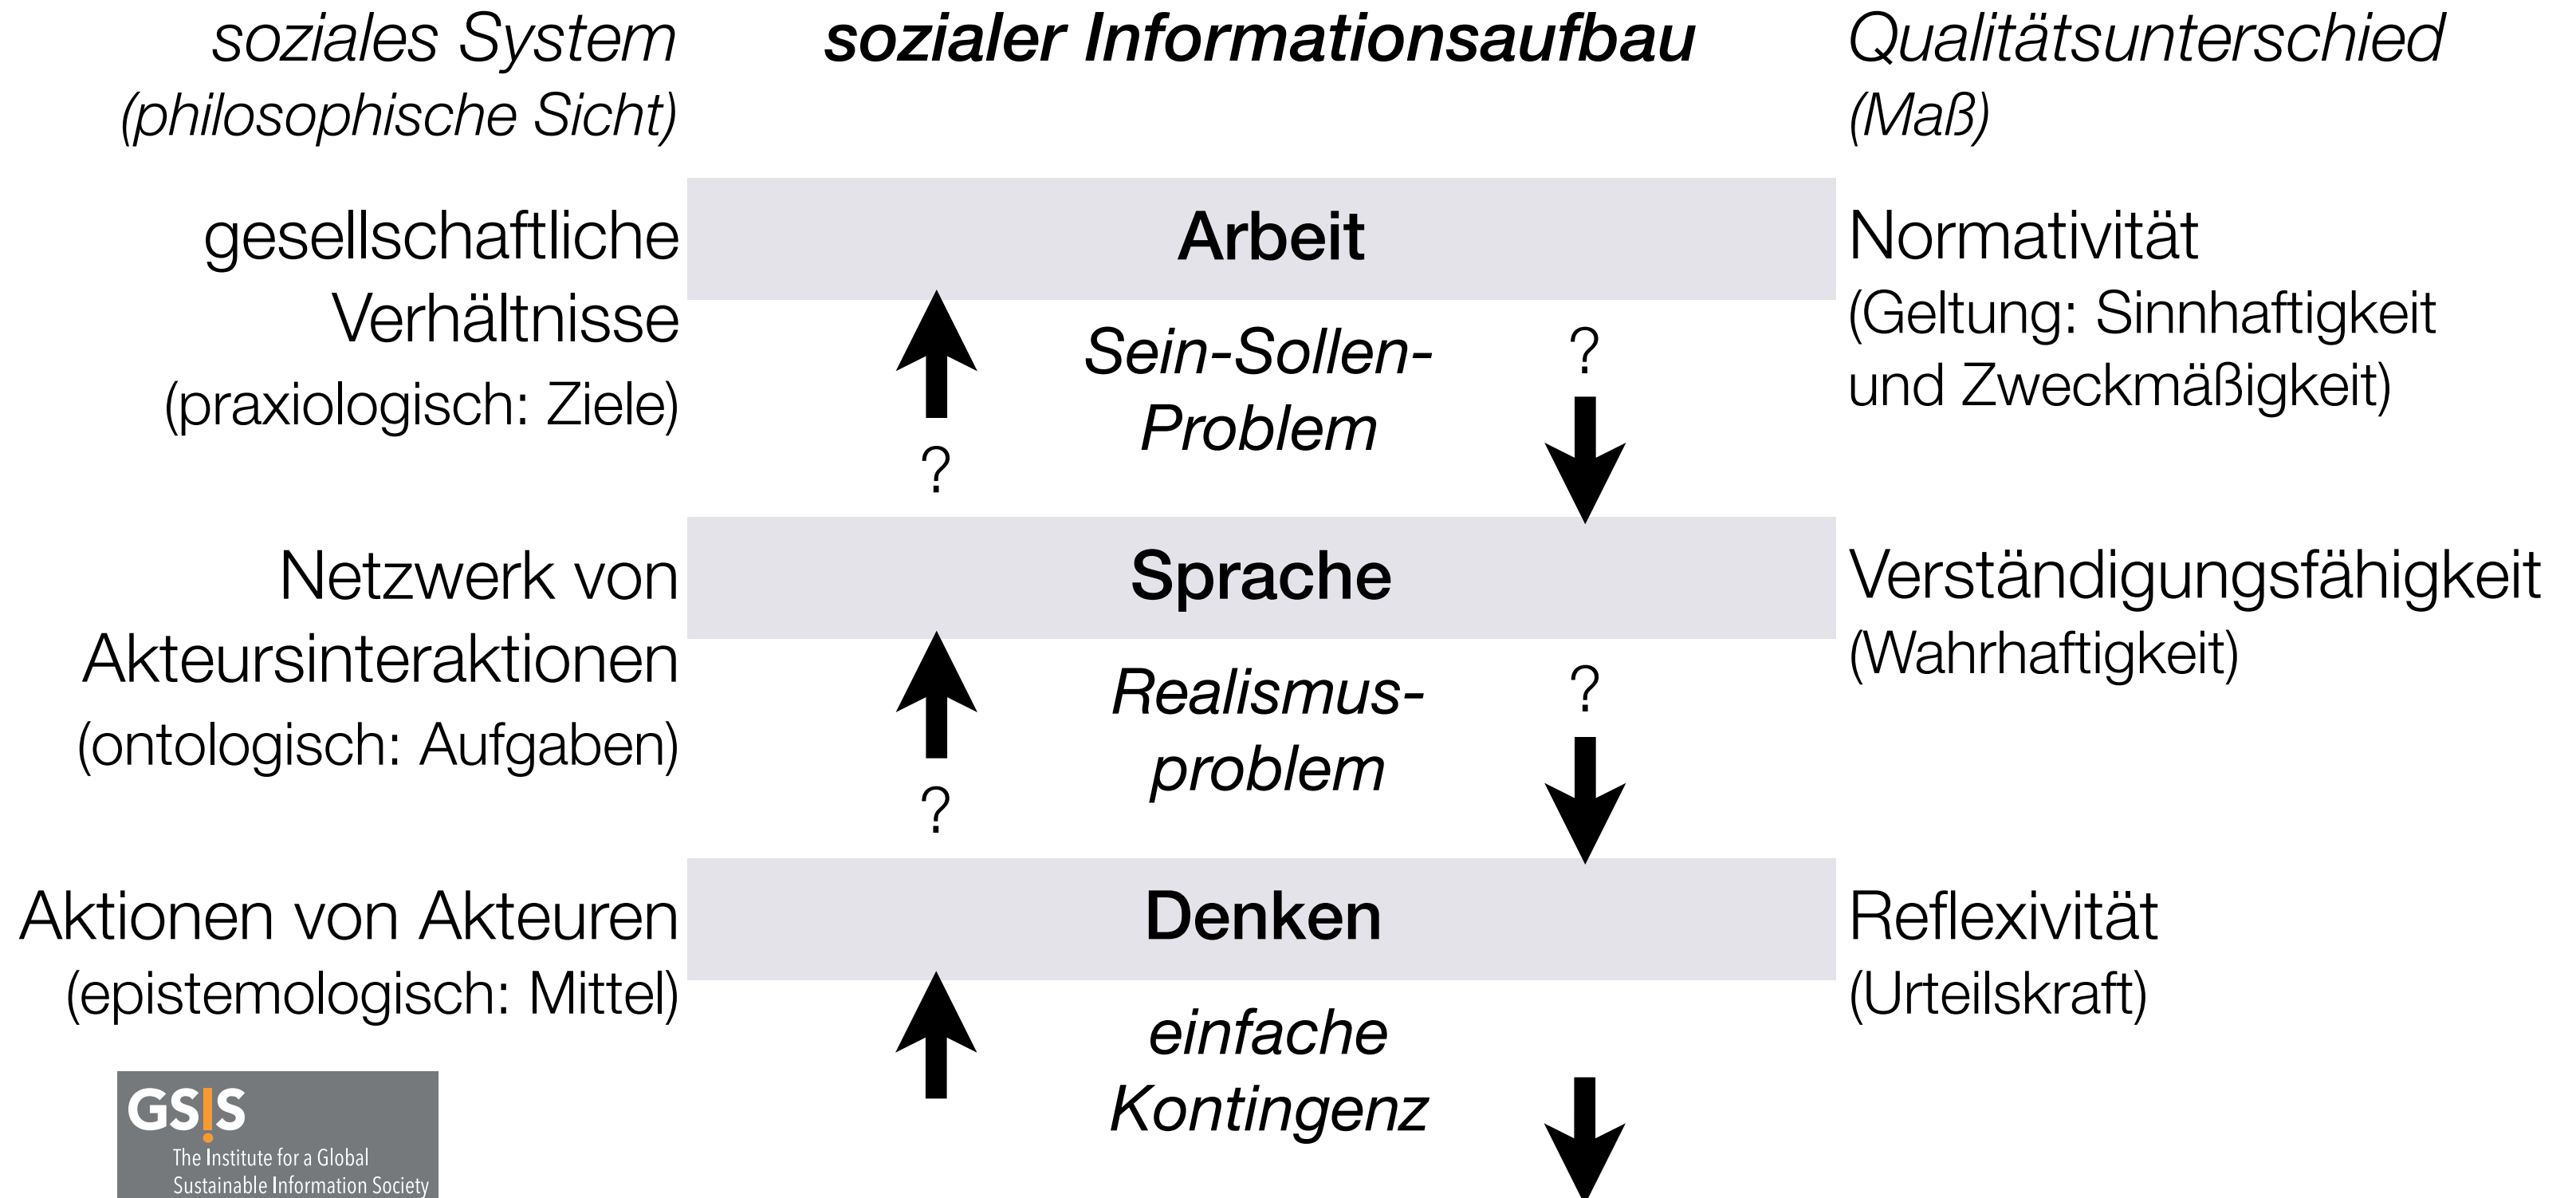 soziales System
(philosophische Sicht)
sozialer Informationsaufbau
Qualitätsunterschied
(Maß)
gesellschaftliche
Verhältnisse
(praxiologisch: Ziele)
Arbeit
Normativität
(Geltung: Sinnhaftigkeit
und Zweckmäßigkeit)
?
Sein-Sollen-
Problem
?
Netzwerk von
Akteursinteraktionen
(ontologisch: Aufgaben)
Sprache
Verständigungsfähigkeit
(Wahrhaftigkeit)
?
Realismus-
problem
?
Aktionen von Akteuren
(epistemologisch: Mittel)
Denken
Reflexivität
(Urteilskraft)
einfache
Kontingenz
GS!S
The Institute for a Global
Sustainable Information Society